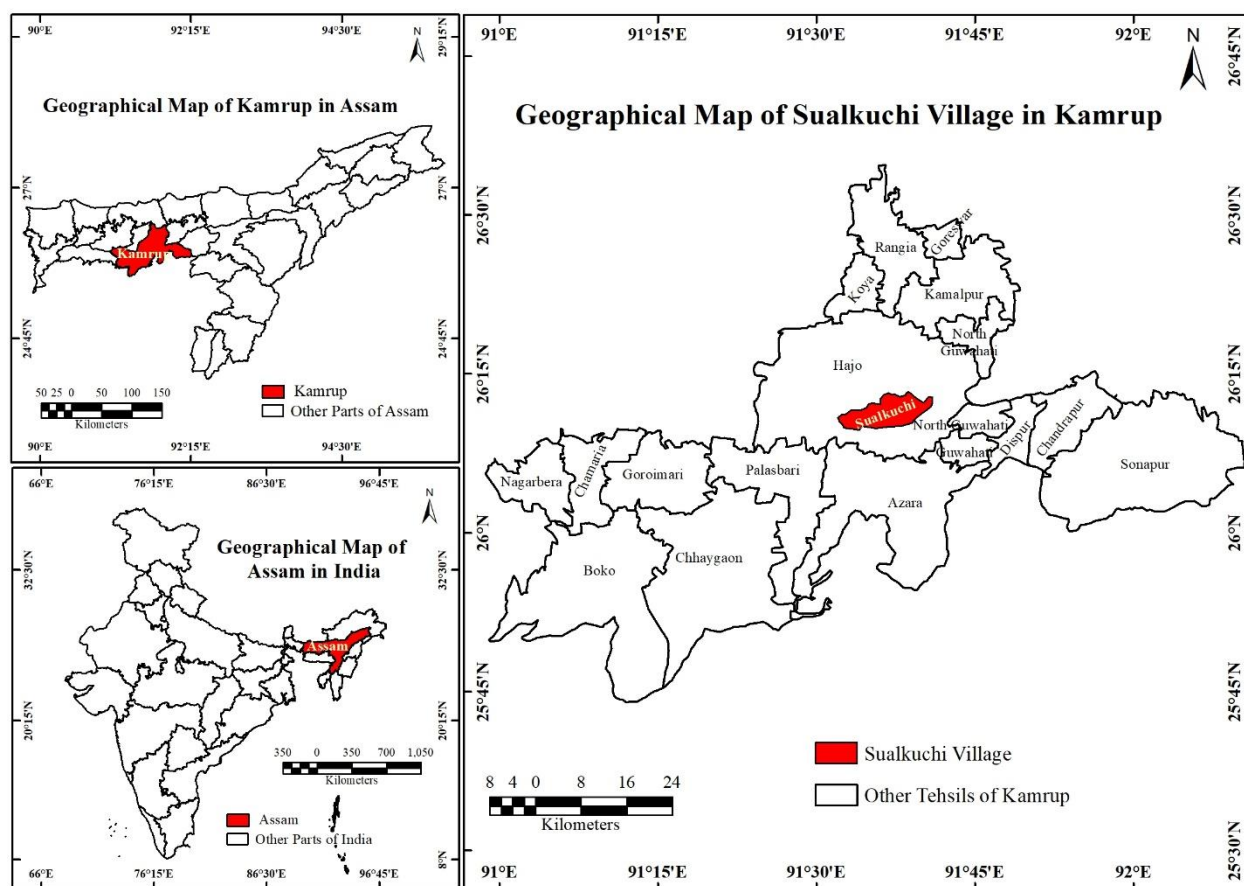 90°E 92°15'E 94°30'E
N
29°15'N
29°15'N
Geographical Map of Kamrup in Assam
27°N
27°N
Kamrup
24°45'N
24°45'N
50 25 0 50 100 150
Kilometers
Kamrup
Other Parts of Assam
90°E 92°15'E 94°30'E
66°E 76°15'E 86°30'E 96°45'E
N
Geographical Map of
Assam in India
32°30'N
32°30'N
Assam
20°15'N
20°15'N
350 0 350 700 1,050
Kilometers
Assam
Other Parts of India
8°N
8°N
66°E 76°15'E 86°30'E 96°45'E
91°E 91°15'E 91°30'E 91°45'E 92°E
N
26°45'N
26°45'N
Geographical Map of Sualkuchi Village in Kamrup
26°30'N
26°30'N
Goreswar
Rangia
Koya
Kamalpur
North
Guwahati
Hajo
26°15'N
26°15'N
Sualkuchi
North Guwahati
Dispur
Chandrapur
Guwahati
Sonapur
Nagarbera
Chamaria
Goroimari
Palasbari
Azara
26°N
26°N
Boko
Chhaygaon
25°45'N
25°45'N
Sualkuchi Village
Other Tehsils of Kamrup
8 4 0 8 16 24
Kilometers
25°30'N
25°30'N
91°E 91°15'E 91°30'E 91°45'E 92°E